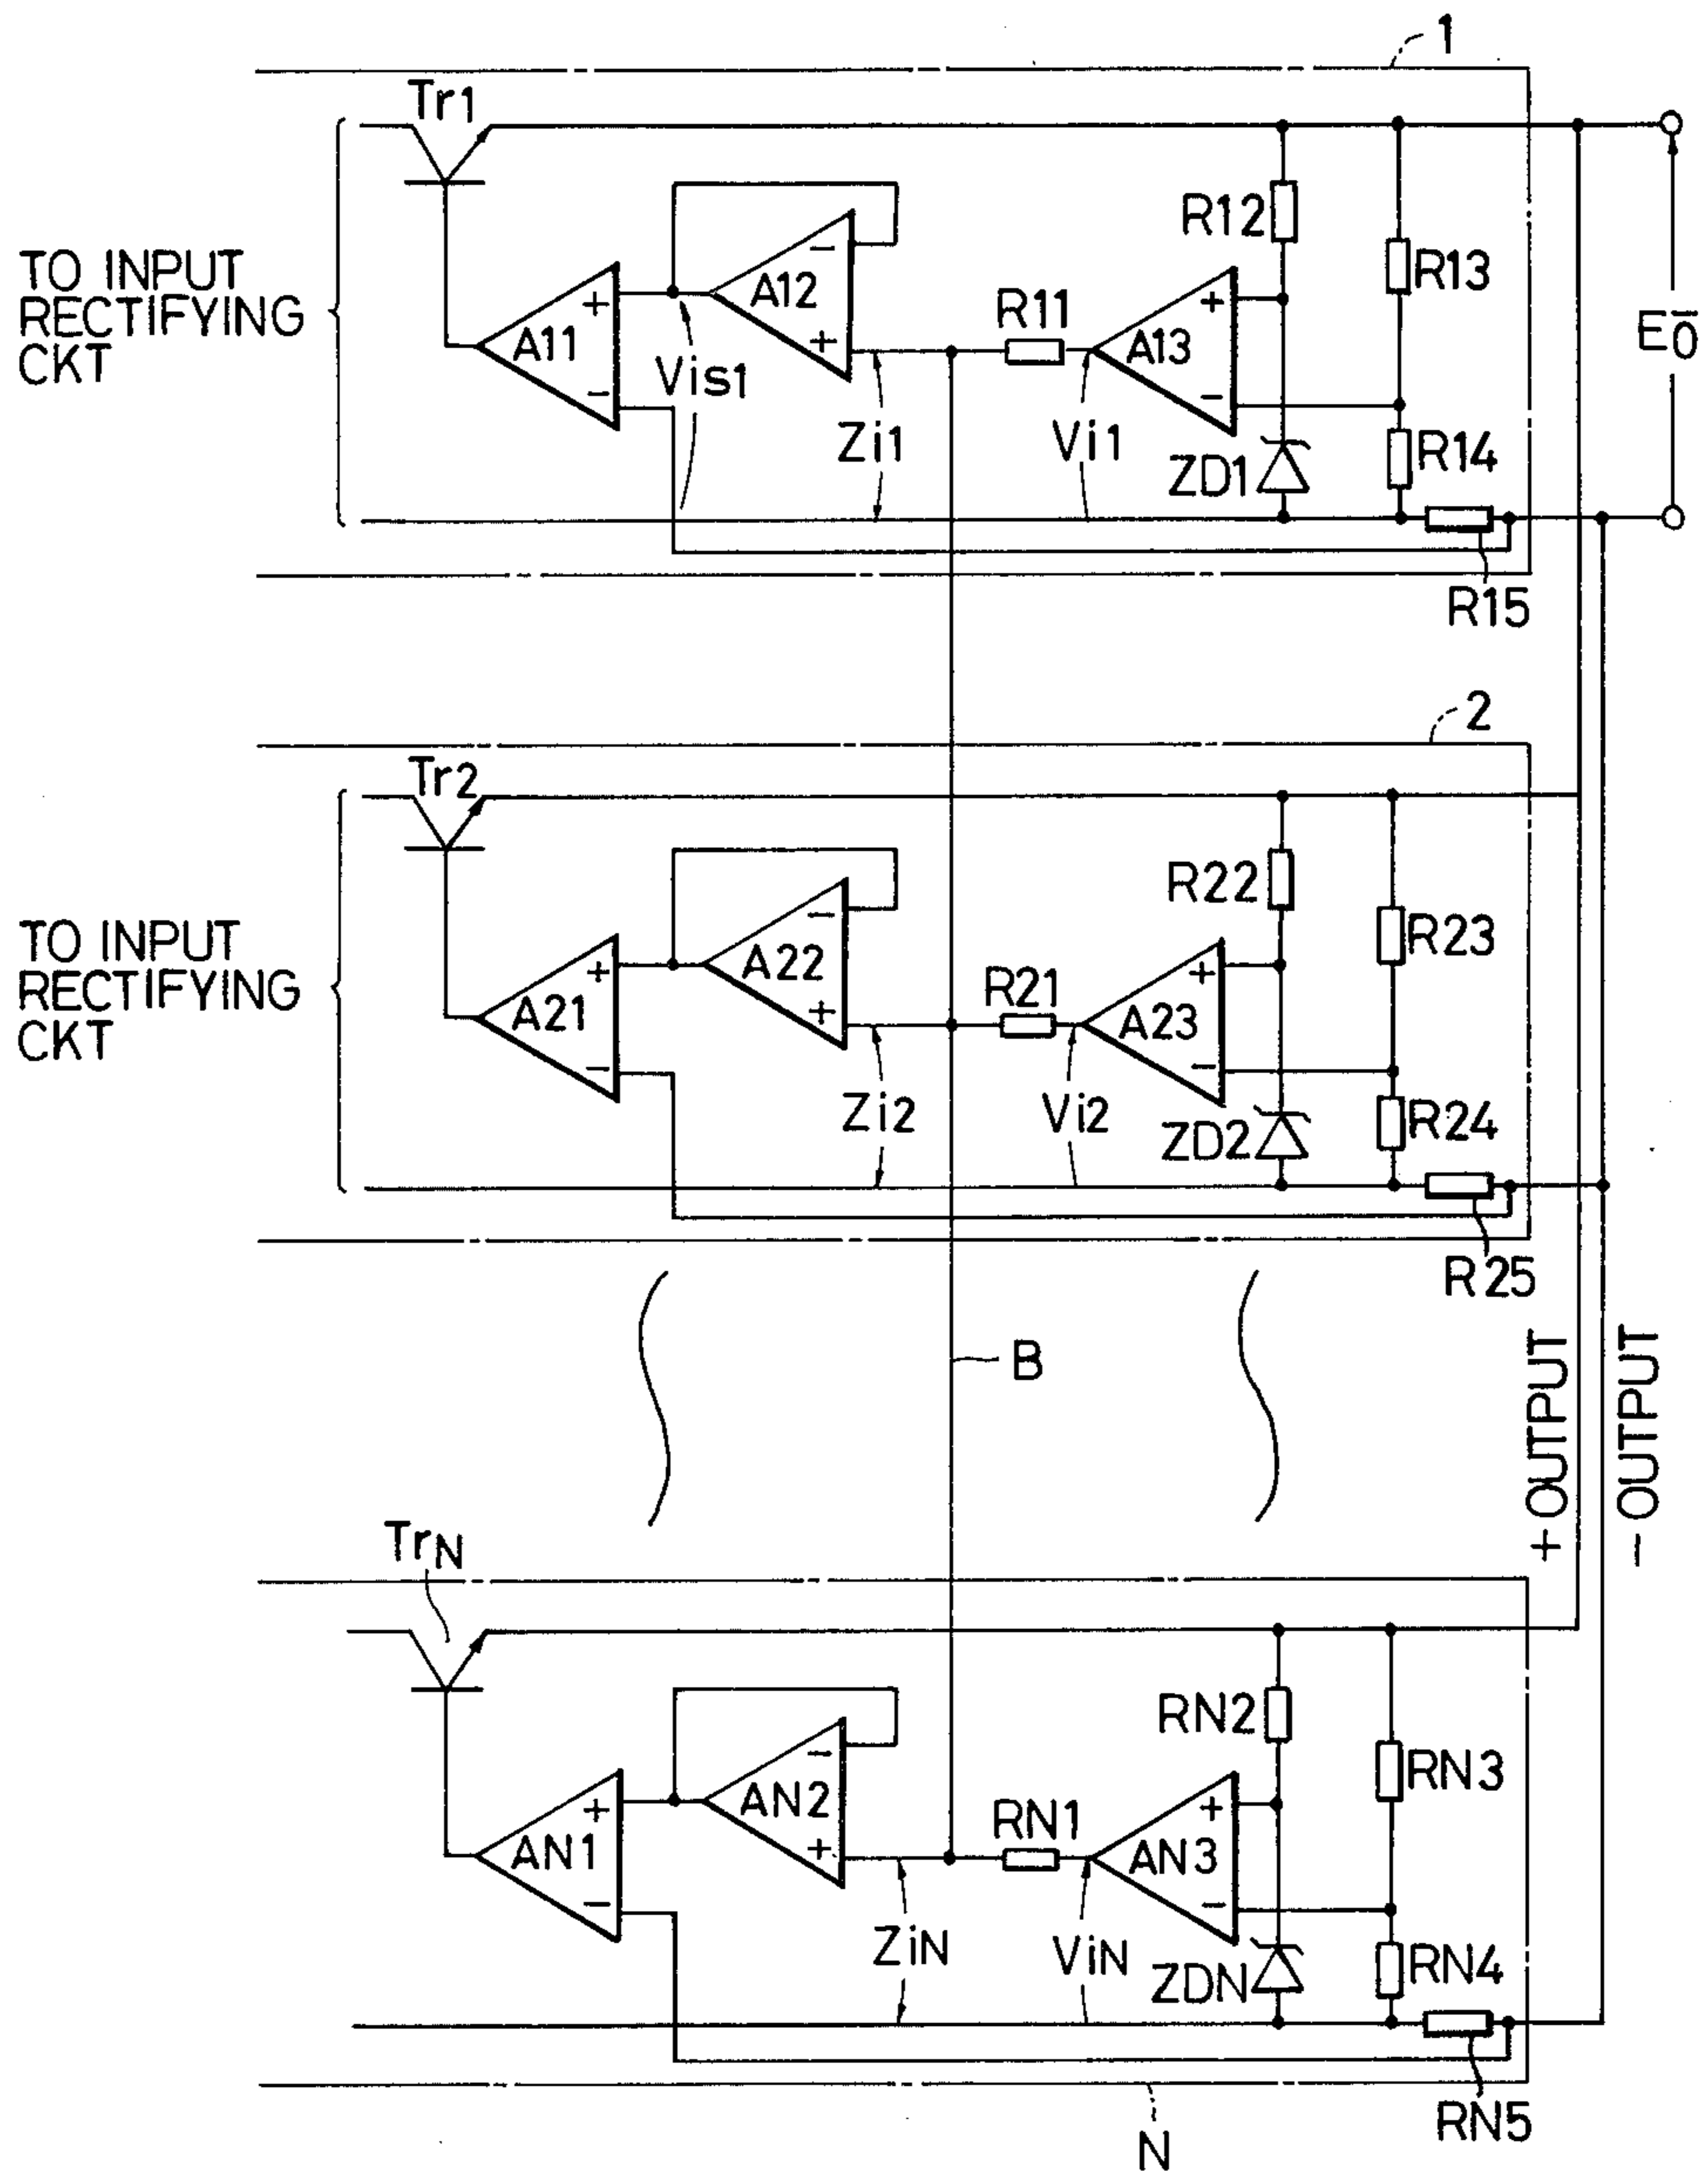 1
Tr1
R12
R13
TO INPUT
RECTIFYING
CKT
+
A11
−
−
A12
+
Vis1
R11
+
A13
−
Zi1
Vi1
ZD1
R14
E0
R15
2
Tr2
R22
R23
TO INPUT
RECTIFYING
CKT
+
A21
−
−
A22
+
R21
+
A23
−
Zi2
Vi2
ZD2
R24
R25
B
+ OUTPUT
− OUTPUT
TrN
RN2
RN3
+
AN1
−
−
AN2
+
RN1
+
AN3
−
ZiN
ViN
ZDN
RN4
RN5
N